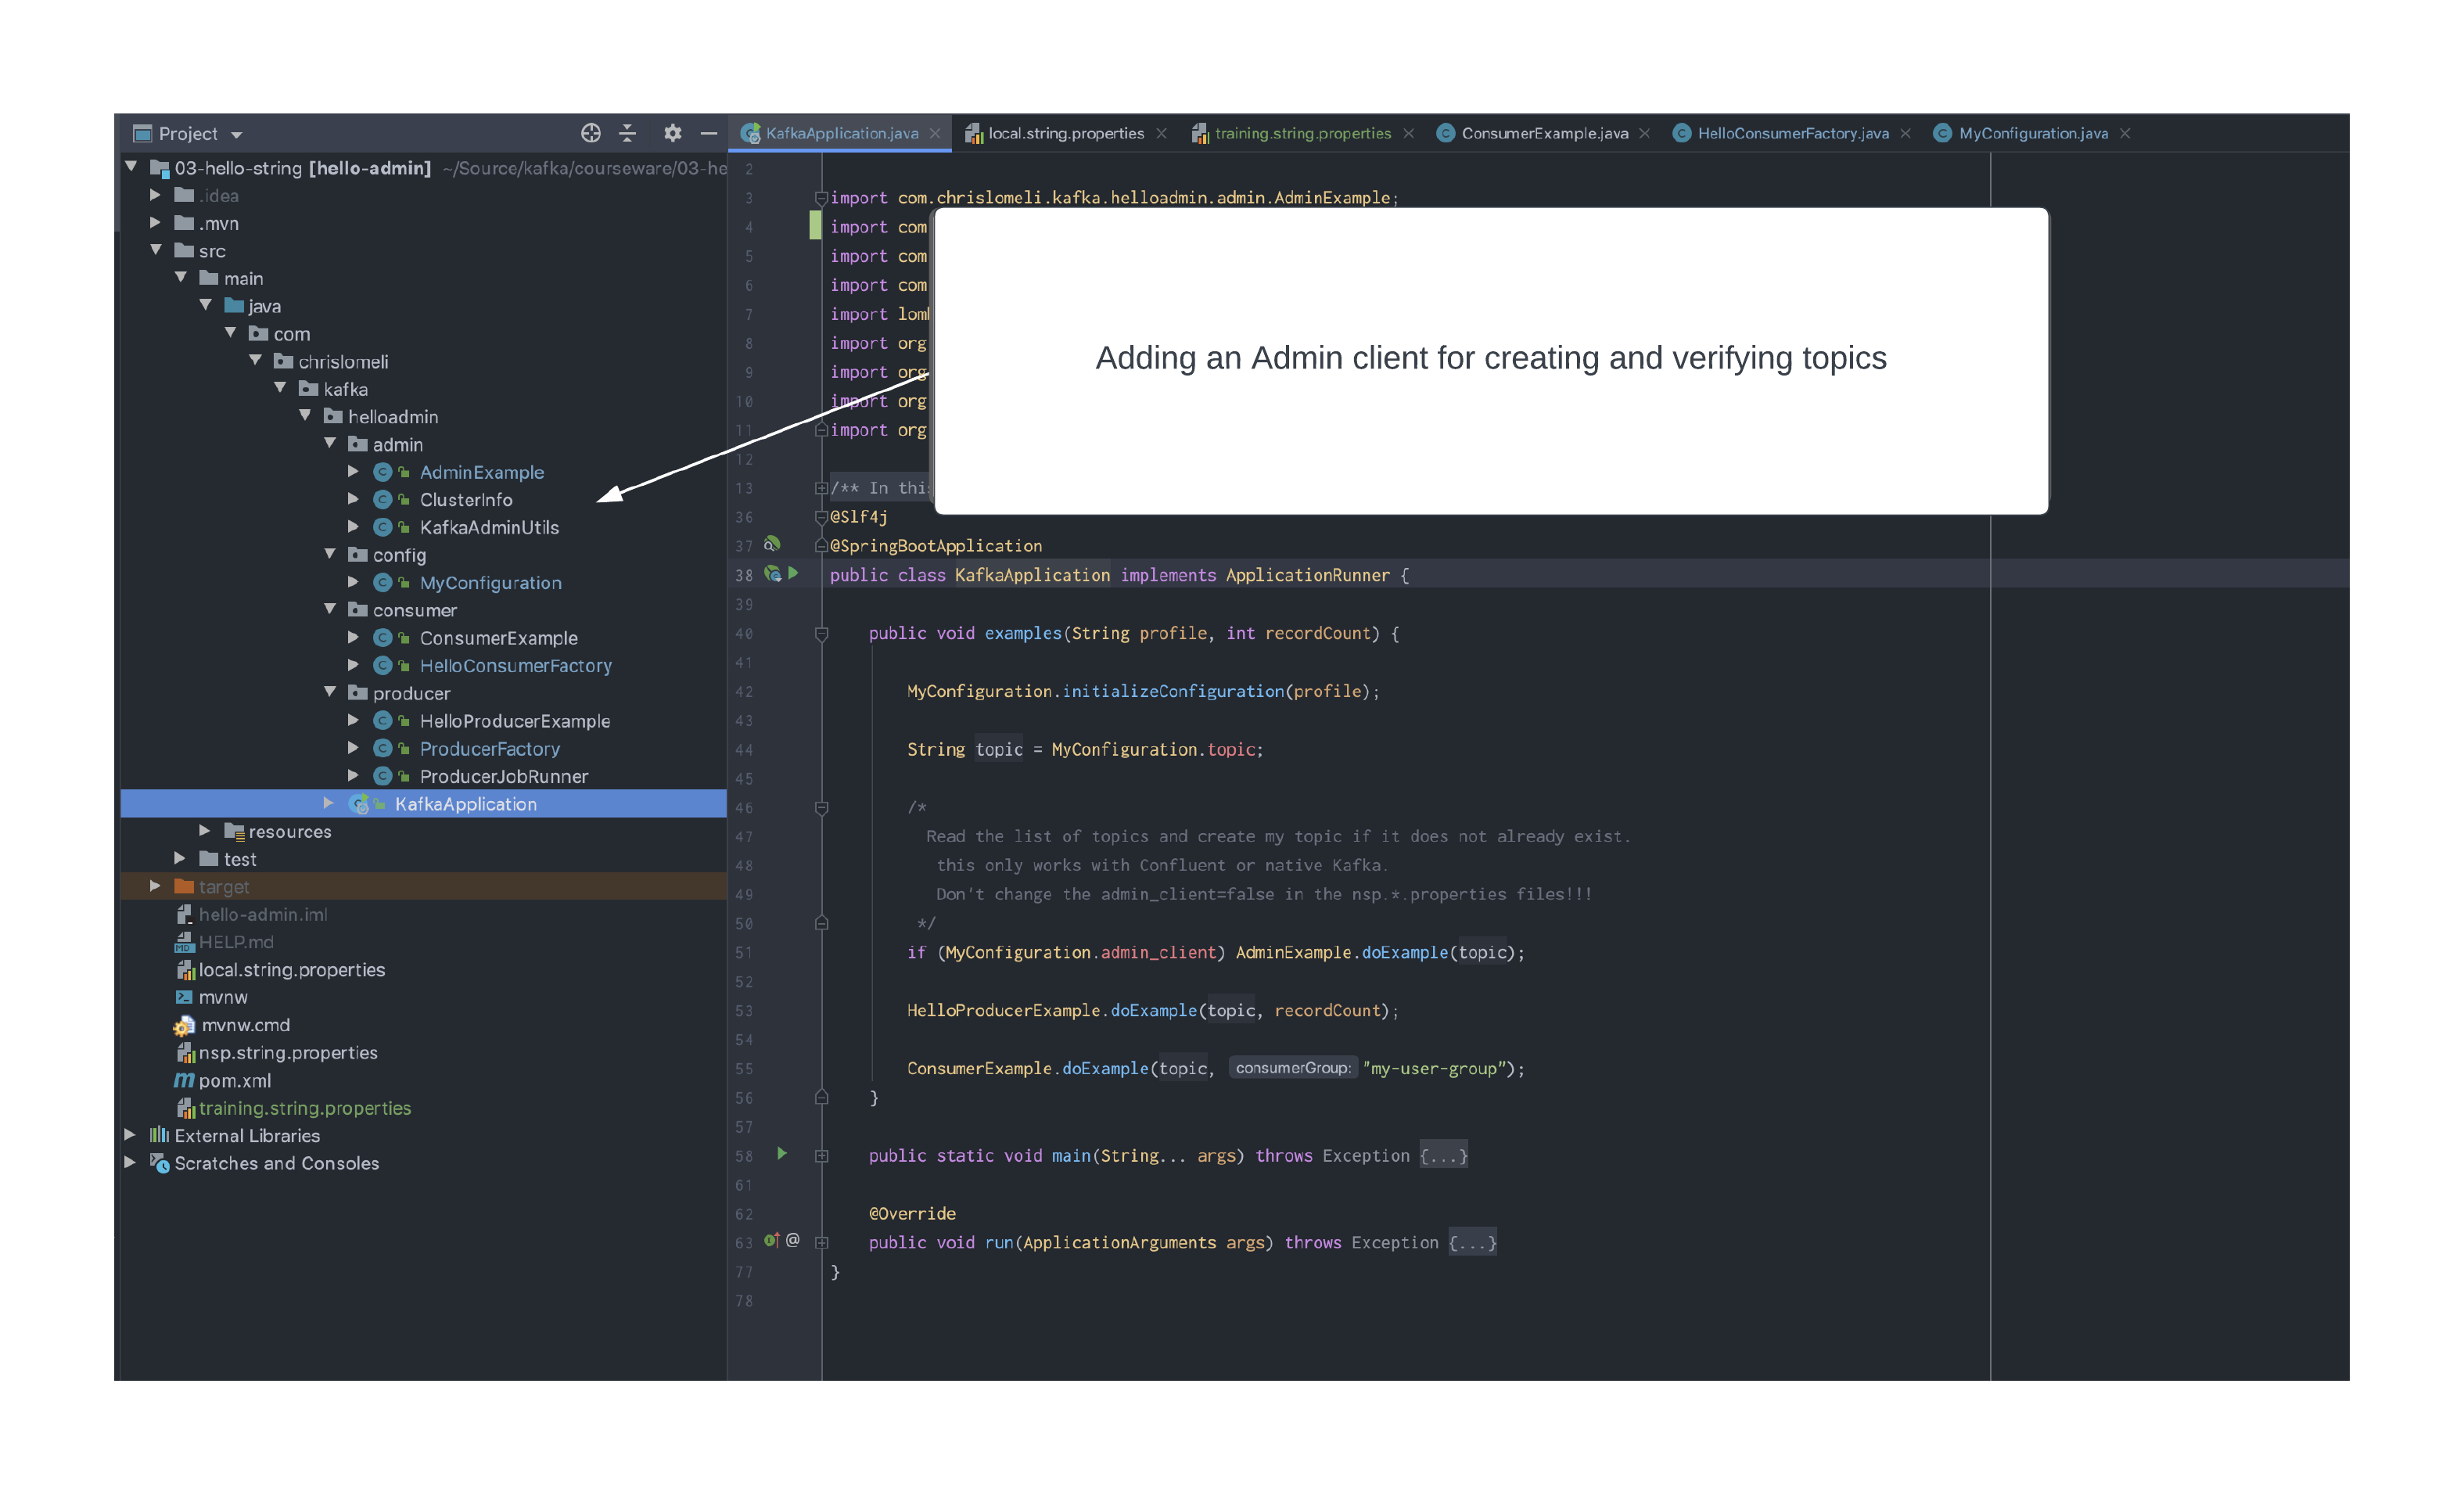 Project
03-hello-string [hello-admin] ~/Source/kafka/courseware/03-he
.idea
.mvn
src
main
java
com
chrislomeli
kafka
helloadmin
admin
AdminExample
ClusterInfo
KafkaAdminUtils
config
MyConfiguration
consumer
ConsumerExample
HelloConsumerFactory
producer
HelloProducerExample
ProducerFactory
ProducerJobRunner
KafkaApplication
resources
test
target
hello-admin.iml
HELP.md
local.string.properties
mvnw
mvnw.cmd
nsp.string.properties
pom.xml
training.string.properties
External Libraries
Scratches and Consoles
KafkaApplication.java local.string.properties training.string.properties ConsumerExample.java HelloConsumerFactory.java MyConfiguration.java
2
3 import com.chrislomeli.kafka.helloadmin.admin.AdminExample;
4 import com
5 import com
6 import com
7 import lom
8 import org
9 import org
10 import org
11 import org
12
13 /** In this
36 @Slf4j
37 @SpringBootApplication
38 public class KafkaApplication implements ApplicationRunner {
39
40 public void examples(String profile, int recordCount) {
41
42 MyConfiguration.initializeConfiguration(profile);
43
44 String topic = MyConfiguration.topic;
45
46 /*
47 Read the list of topics and create my topic if it does not already exist.
48 this only works with Confluent or native Kafka.
49 Don't change the admin_client=false in the nsp.*.properties files!!!
50 */
51 if (MyConfiguration.admin_client) AdminExample.doExample(topic);
52
53 HelloProducerExample.doExample(topic, recordCount);
54
55 ConsumerExample.doExample(topic, consumerGroup: "my-user-group");
56 }
57
58 public static void main(String... args) throws Exception {...}
61
62 @Override
63 public void run(ApplicationArguments args) throws Exception {...}
77 }
78
Adding an Admin client for creating and verifying topics